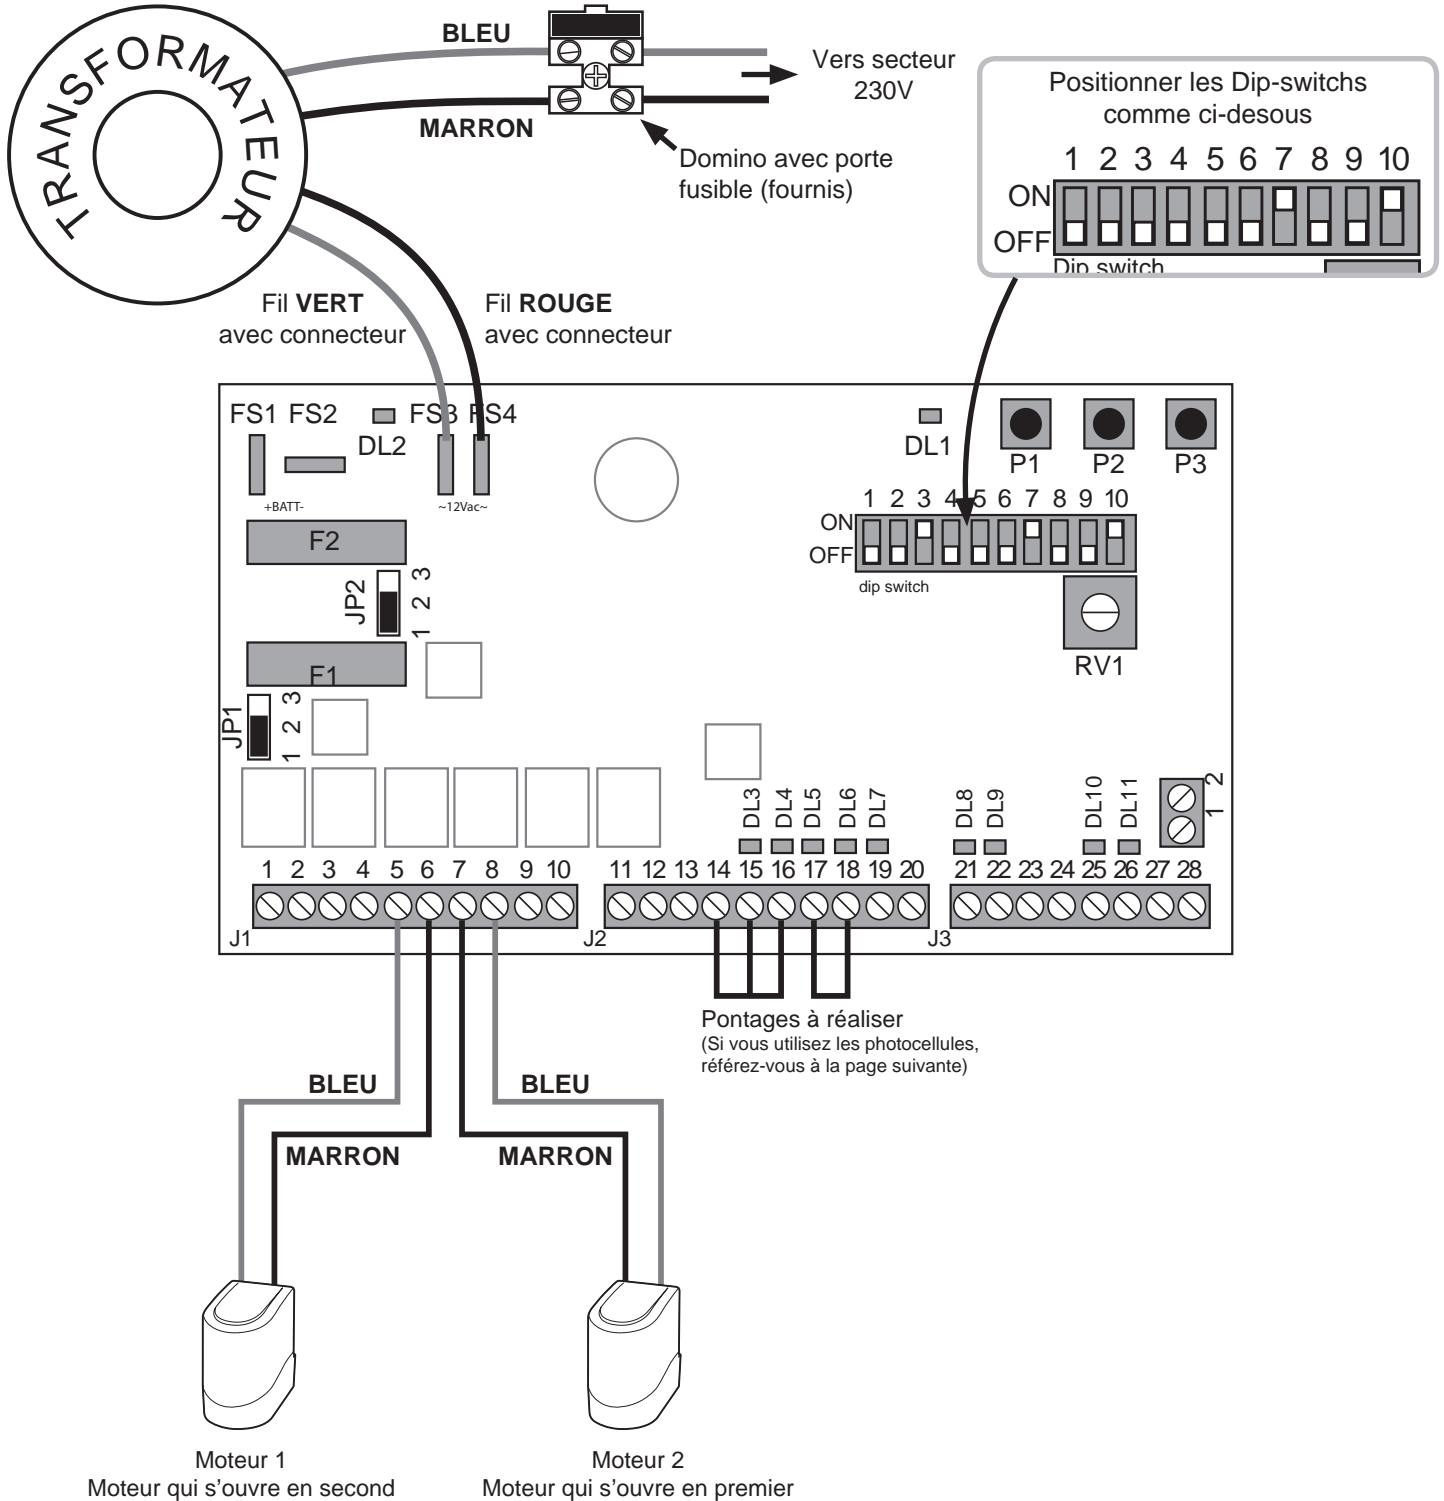 TRANSFORMATEUR
BLEU
MARRON
Vers secteur
230V
Domino avec porte
fusible (fournis)
Positionner les Dip-switchs
comme ci-desous
1 2 3 4 5 6 7 8 9 10
ON
OFF
Dip switch
Fil VERT
avec connecteur
Fil ROUGE
avec connecteur
FS1 FS2
DL2
FS3 FS4
+BATT-
~12Vac~
DL1
P1
P2
P3
1 2 3 4 5 6 7 8 9 10
ON
OFF
dip switch
RV1
F2
JP2
1 2 3
F1
JP1
1 2 3
DL3
DL4
DL5
DL6
DL7
DL8
DL9
DL10
DL11
1 2
1 2 3 4 5 6 7 8 9 10
11 12 13 14 15 16 17 18 19 20
21 22 23 24 25 26 27 28
J1
J2
J3
Pontages à réaliser
(Si vous utilisez les photocellules,
référez-vous à la page suivante)
BLEU
BLEU
MARRON
MARRON
Moteur 1
Moteur qui s’ouvre en second
Moteur 2
Moteur qui s’ouvre en premier